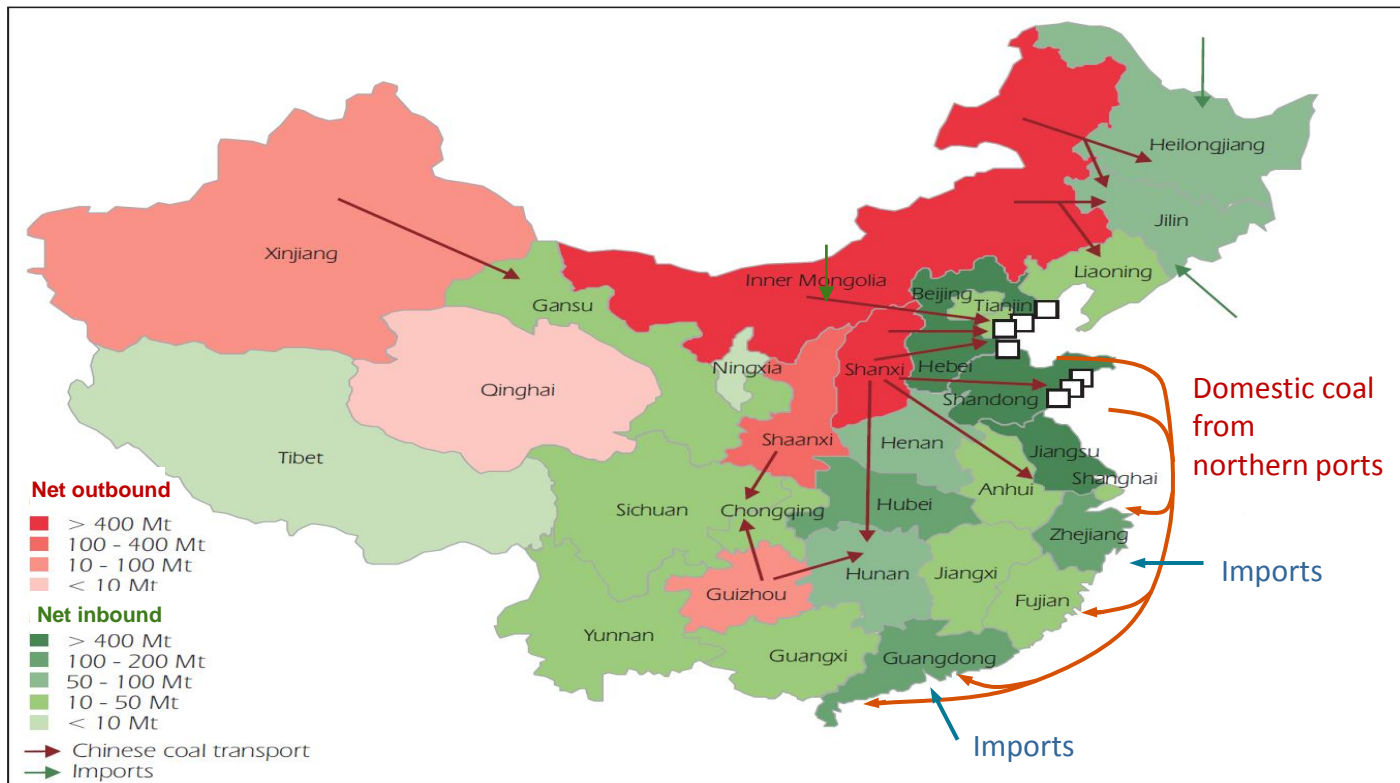 Heilongjiang
Jilin
Liaoning
Xinjiang
Inner Mongolia
Beijing
Tianjin
Gansu
Ningxia
Shanxi
Hebei
Qinghai
Shandong
Domestic coal
from
northern ports
Shaanxi
Henan
Jiangsu
Tibet
Shanghai
Anhui
Sichuan
Chongqing
Hubei
Zhejiang
Imports
Hunan
Jiangxi
Guizhou
Fujian
Yunnan
Guangxi
Guangdong
Imports
Net outbound
> 400 Mt
100 - 400 Mt
10 - 100 Mt
< 10 Mt
Net inbound
> 400 Mt
100 - 200 Mt
50 - 100 Mt
10 - 50 Mt
< 10 Mt
Chinese coal transport
Imports